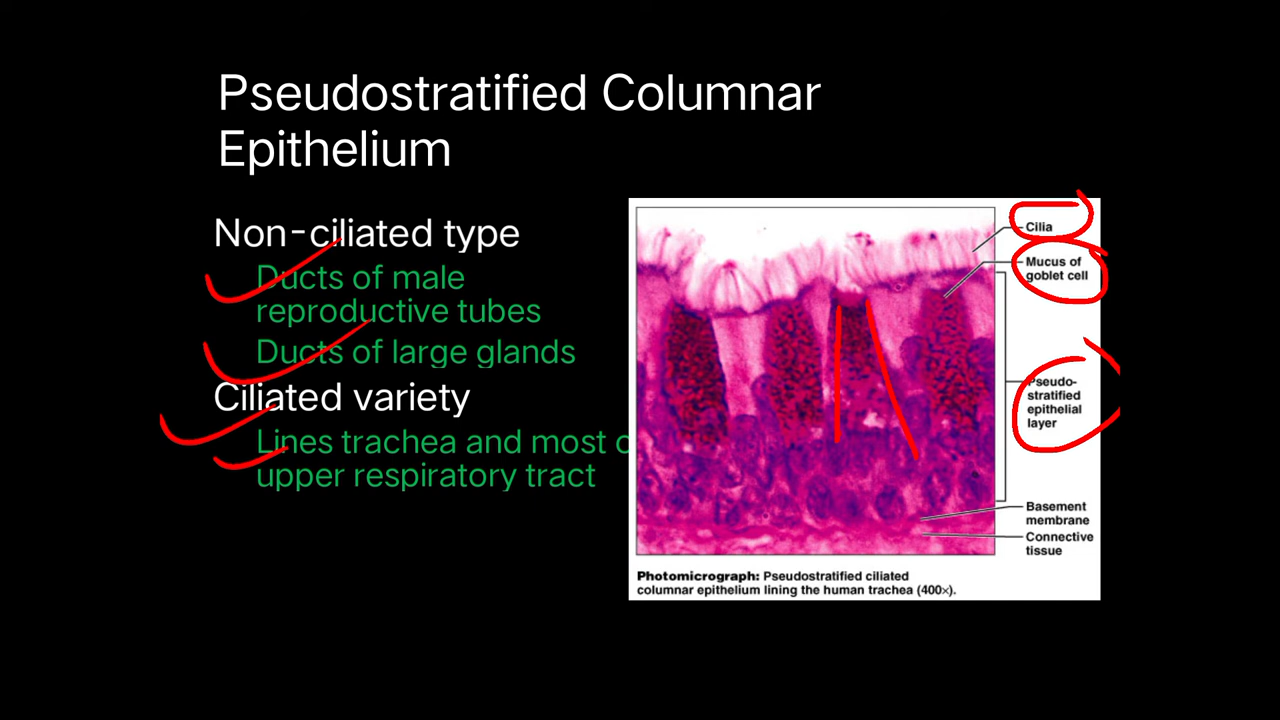 Pseudostratified Columnar
Epithelium
Non-ciliated type
Ducts of male
reproductive tubes
Ducts of large glands
Ciliated variety
Lines trachea and most
upper respiratory tract
Cilia
Mucus of
goblet cell
Pseudo-
stratified
epithelial
layer
Basement
membrane
Connective
tissue
Photomicrograph: Pseudostratified ciliated
columnar epithelium lining the human trachea (400×).